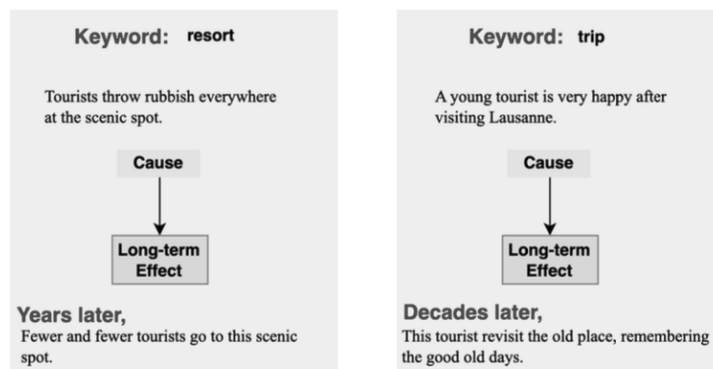 Keyword: resort
Tourists throw rubbish everywhere
at the scenic spot.
Cause
Long-term
Effect
Years later,
Fewer and fewer tourists go to this scenic
spot.
Keyword: trip
A young tourist is very happy after
visiting Lausanne.
Cause
Long-term
Effect
Decades later,
This tourist revisit the old place, remembering
the good old days.